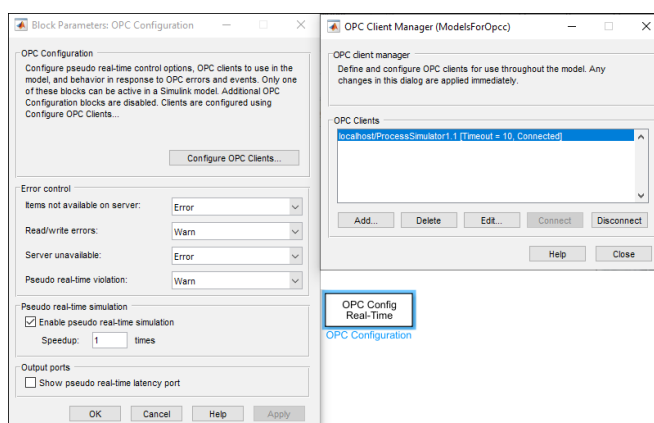 Block Parameters: OPC Configuration
OPC Configuration
Configure pseudo real-time control options, OPC clients to use in the
model, and behavior in response to OPC errors and events. Only one
of these blocks can be active in a Simulink model. Additional OPC
Configuration blocks are disabled. Clients are configured using
Configure OPC Clients...
Configure OPC Clients...
Error control
Items not available on server:
Error
Read/write errors:
Warn
Server unavailable:
Error
Pseudo real-time violation:
Warn
Pseudo real-time simulation
Enable pseudo real-time simulation
Speedup: 1 times
Output ports
Show pseudo real-time latency port
OK Cancel Help Apply
OPC Client Manager (ModelsForOpcc)
OPC client manager
Define and configure OPC clients for use throughout the model. Any
changes in this dialog are applied immediately.
OPC Clients
localhost/ProcessSimulator1.1 [Timeout = 10, Connected]
Add... Delete Edit... Connect Disconnect
Help Close
OPC Config
Real-Time
OPC Configuration